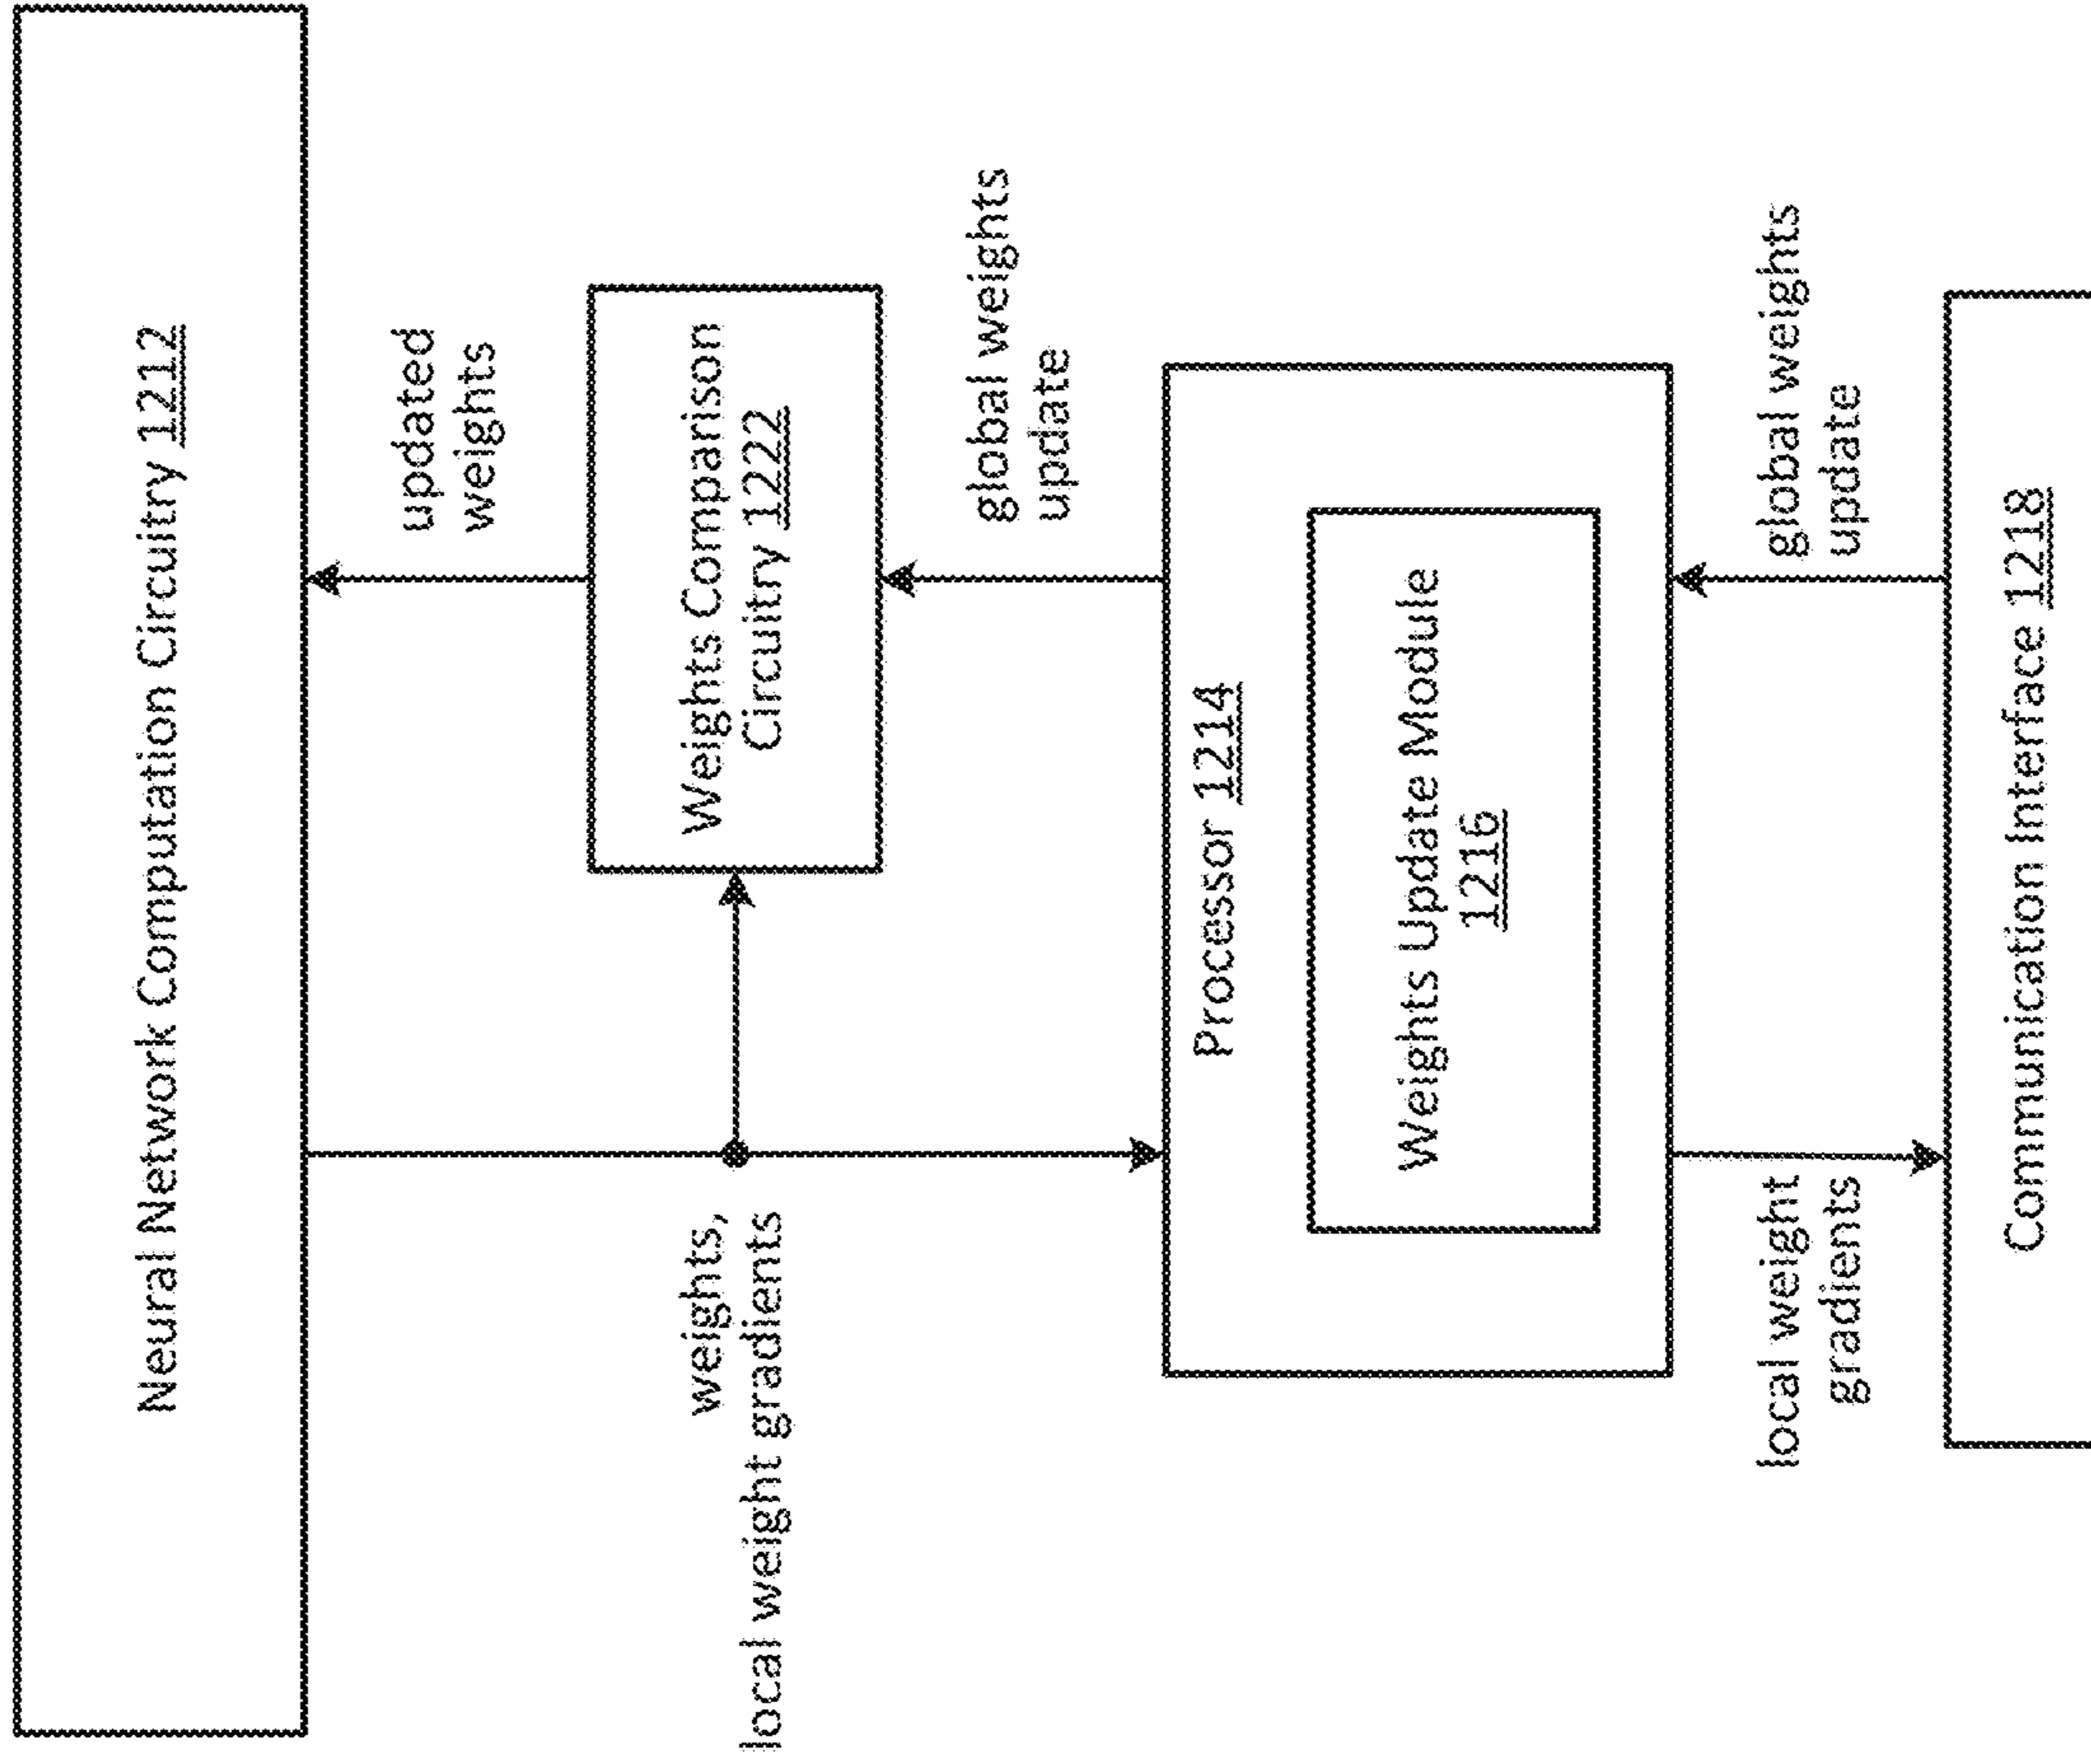 Neural Network Computation Circuitry 1212
updated
weights
weights,
local weight gradients
Weights Comparison
Circuitry 1222
global weights
update
Processor 1214
Weights Update Module
1216
local weight
gradients
global weights
update
Communication Interface 1218